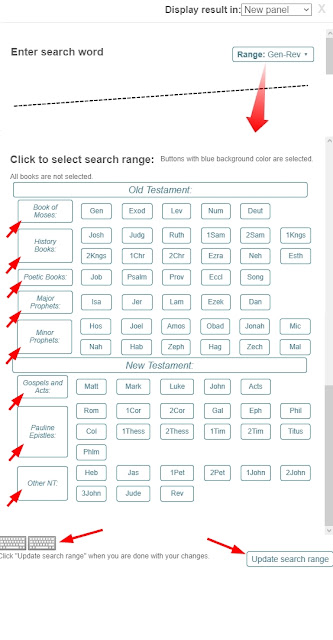 Display result in: New panel X
Enter search word
Range: Gen-Rev
Click to select search range: Buttons with blue background color are selected.
All books are not selected.
Old Testament:
Book of
Moses:
Gen Exod Lev Num Deut
History
Books:
Josh Judg Ruth 1Sam 2Sam 1Kngs
2Kngs 1Chr 2Chr Ezra Neh Esth
Poetic Books:
Job Psalm Prov Eccl Song
Major
Prophets:
Isa Jer Lam Ezek Dan
Minor
Prophets:
Hos Joel Amos Obad Jonah Mic
Nah Hab Zeph Hag Zech Mal
New Testament:
Gospels and
Acts:
Matt Mark Luke John Acts
Pauline
Epistles:
Rom 1Cor 2Cor Gal Eph Phil
Col 1Thess 2Thess 1Tim 2Tim Titus
Phlm
Other NT:
Heb Jas 1Pet 2Pet 1John 2John
3John Jude Rev
Click "Update search range" when you are done with your changes.
Update search range